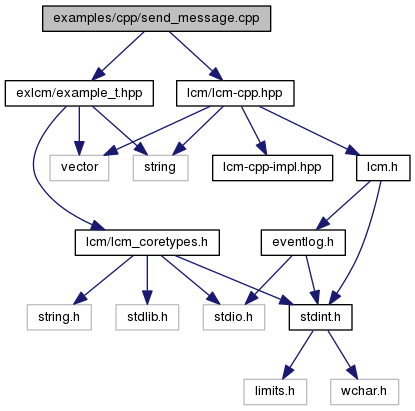 examples/cpp/send_message.cpp
exlcm/example_t.hpp
lcm/lcm-cpp.hpp
vector
string
lcm-cpp-impl.hpp
lcm.h
lcm/lcm_coretypes.h
eventlog.h
string.h
stdlib.h
stdio.h
stdint.h
limits.h
wchar.h